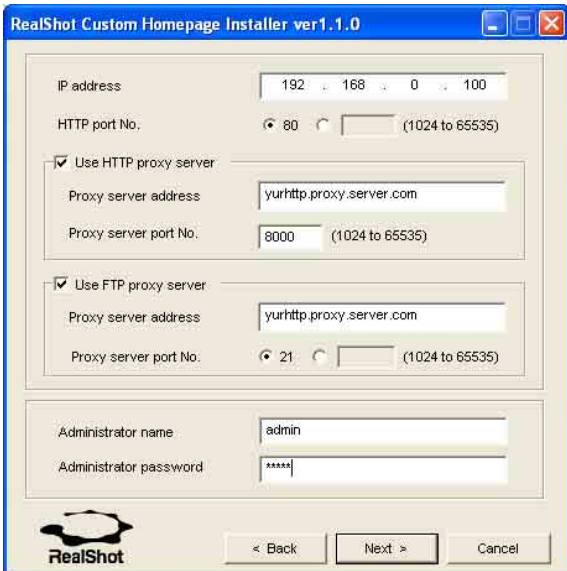 RealShot Custom Homepage Installer ver1.1.0
IP address 192 . 168 . 0 . 100
HTTP port No. 80 (1024 to 65535)
Use HTTP proxy server
Proxy server address yurhttp.proxy.server.com
Proxy server port No. 8000 (1024 to 65535)
Use FTP proxy server
Proxy server address yurhttp.proxy.server.com
Proxy server port No. 21 (1024 to 65535)
Administrator name admin
Administrator password *****
RealShot
< Back Next > Cancel